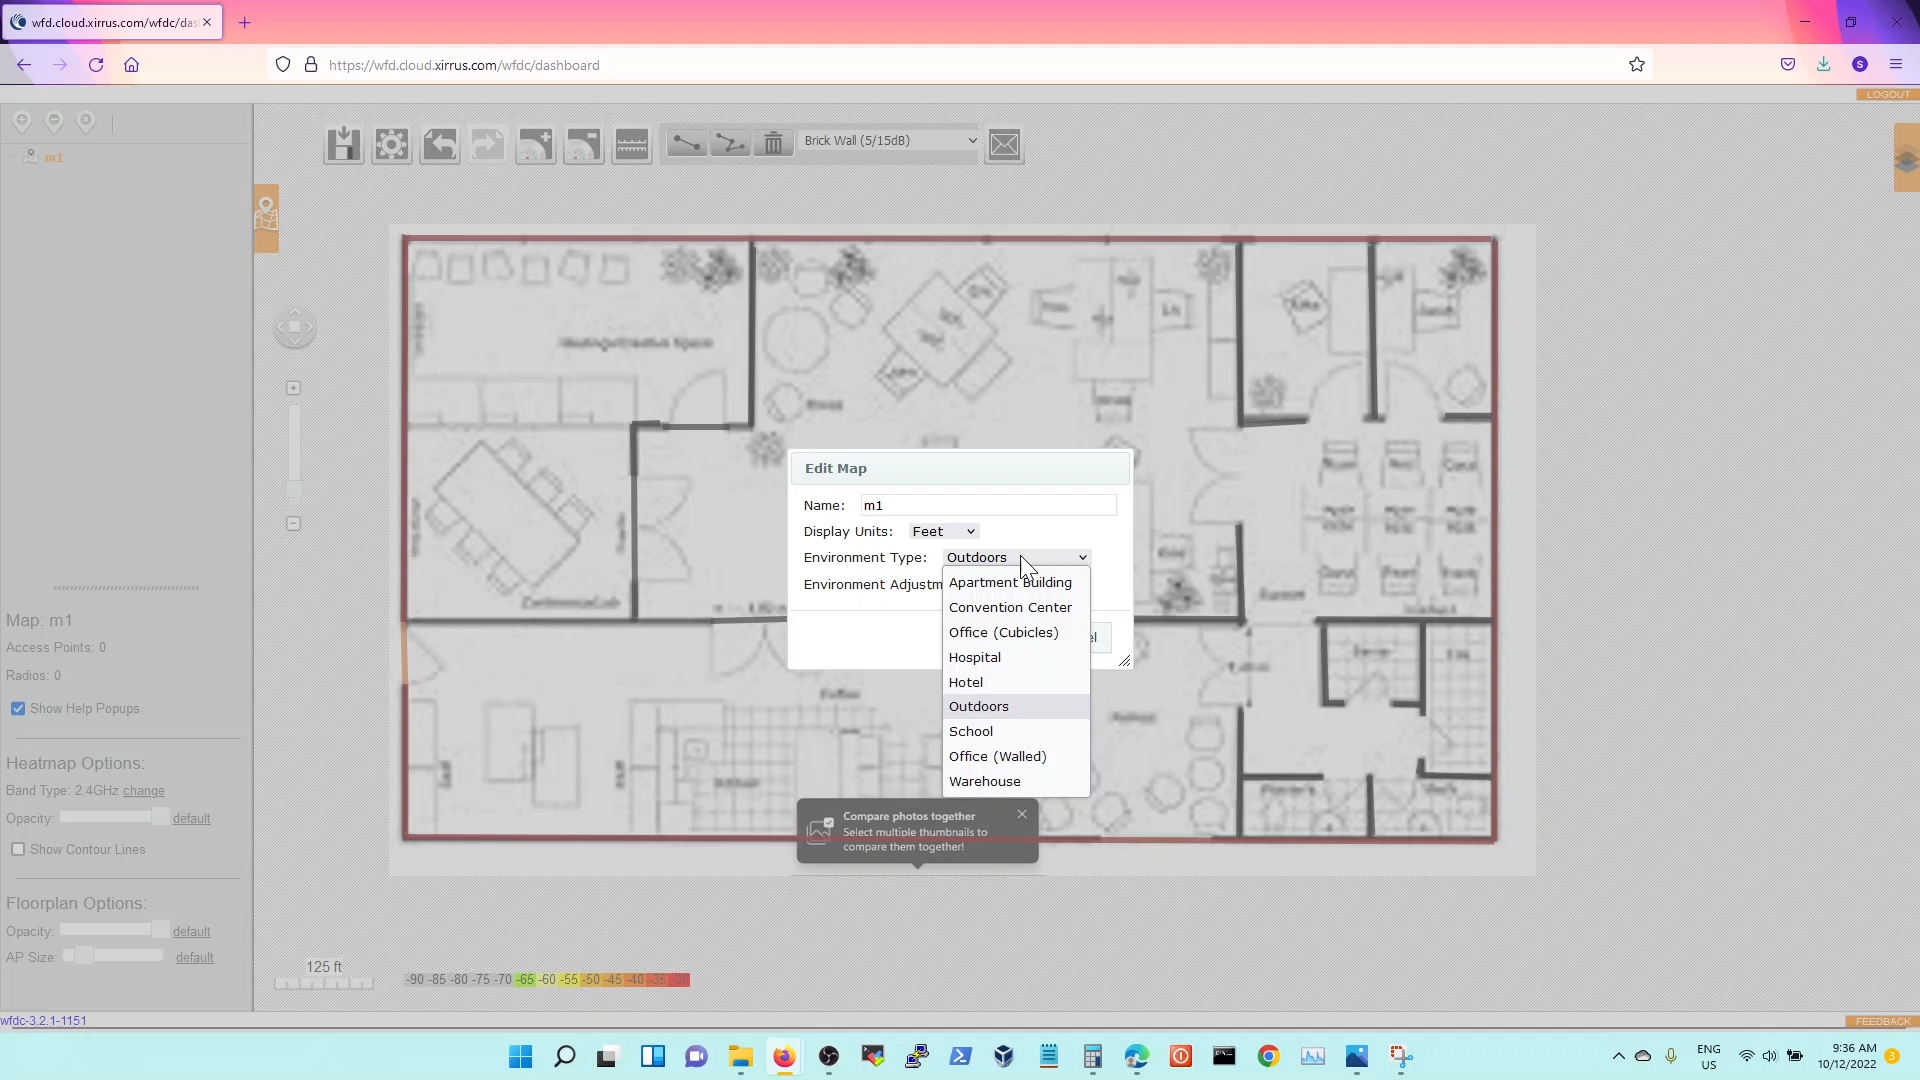 wfd.cloud.xirrus.com/wfdc/das
https://wfd.cloud.xirrus.com/wfdc/dashboard
S
LOGOUT
m1
Brick Wall (5/15dB)
Edit Map
Name: m1
Display Units: Feet
Environment Type: Outdoors
Environment Adjustm
Apartment Building
Convention Center
Office (Cubicles)
Hospital
Hotel
Outdoors
School
Office (Walled)
Warehouse
el
Map: m1
Access Points: 0
Radios: 0
Show Help Popups
Heatmap Options:
Band Type: 2.4GHz change
Opacity: default
Show Contour Lines
Floorplan Options:
Opacity: default
AP Size: default
Compare photos together
Select multiple thumbnails to
compare them together!
125 ft
-90 -85 -80 -75 -70 -65 -60 -55 -50 -45 -40 -35
wfdc-3.2.1-1151
FEEDBACK
ENG
US
9:36 AM
10/12/2022
3